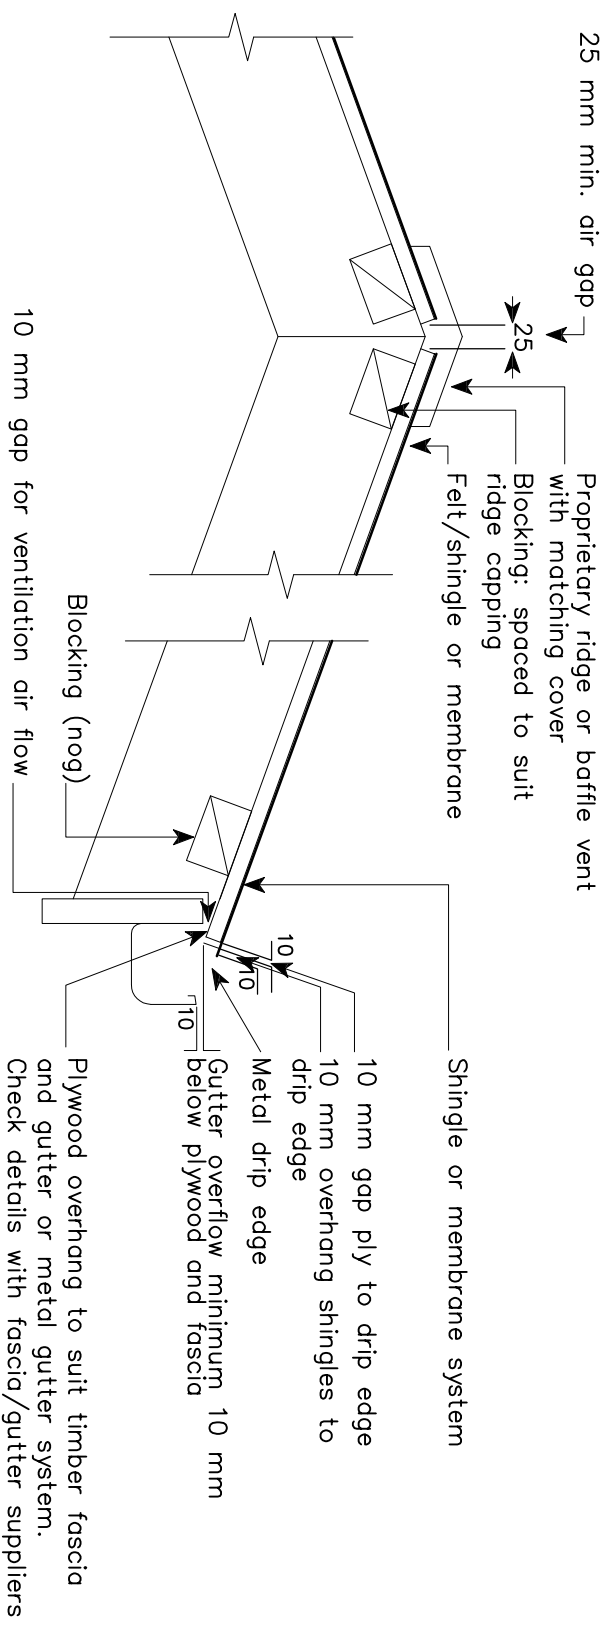 25 mm min. air gap
25
Proprietary ridge or baffle vent
with matching cover
Blocking: spaced to suit
ridge capping
Felt/shingle or membrane
10 mm gap for ventilation air flow
Blocking (nog)
10
10
10
Shingle or membrane system
10 mm gap ply to drip edge
10 mm overhang shingles to
drip edge
Metal drip edge
Gutter overflow minimum 10 mm
below plywood and fascia
Plywood overhang to suit timber fascia
and gutter or metal gutter system.
Check details with fascia/gutter suppliers